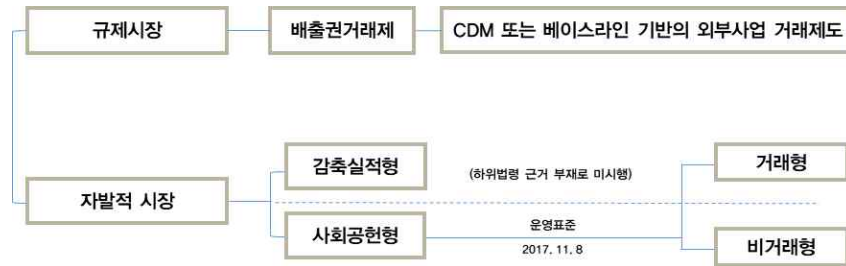 규제시장
배출권거래제
CDM 또는 베이스라인 기반의 외부사업 거래제도
감축실적형
(하위법령 근거 부재로 미시행)
거래형
자발적 시장
사회공헌형
운영표준
2017. 11. 8
비거래형